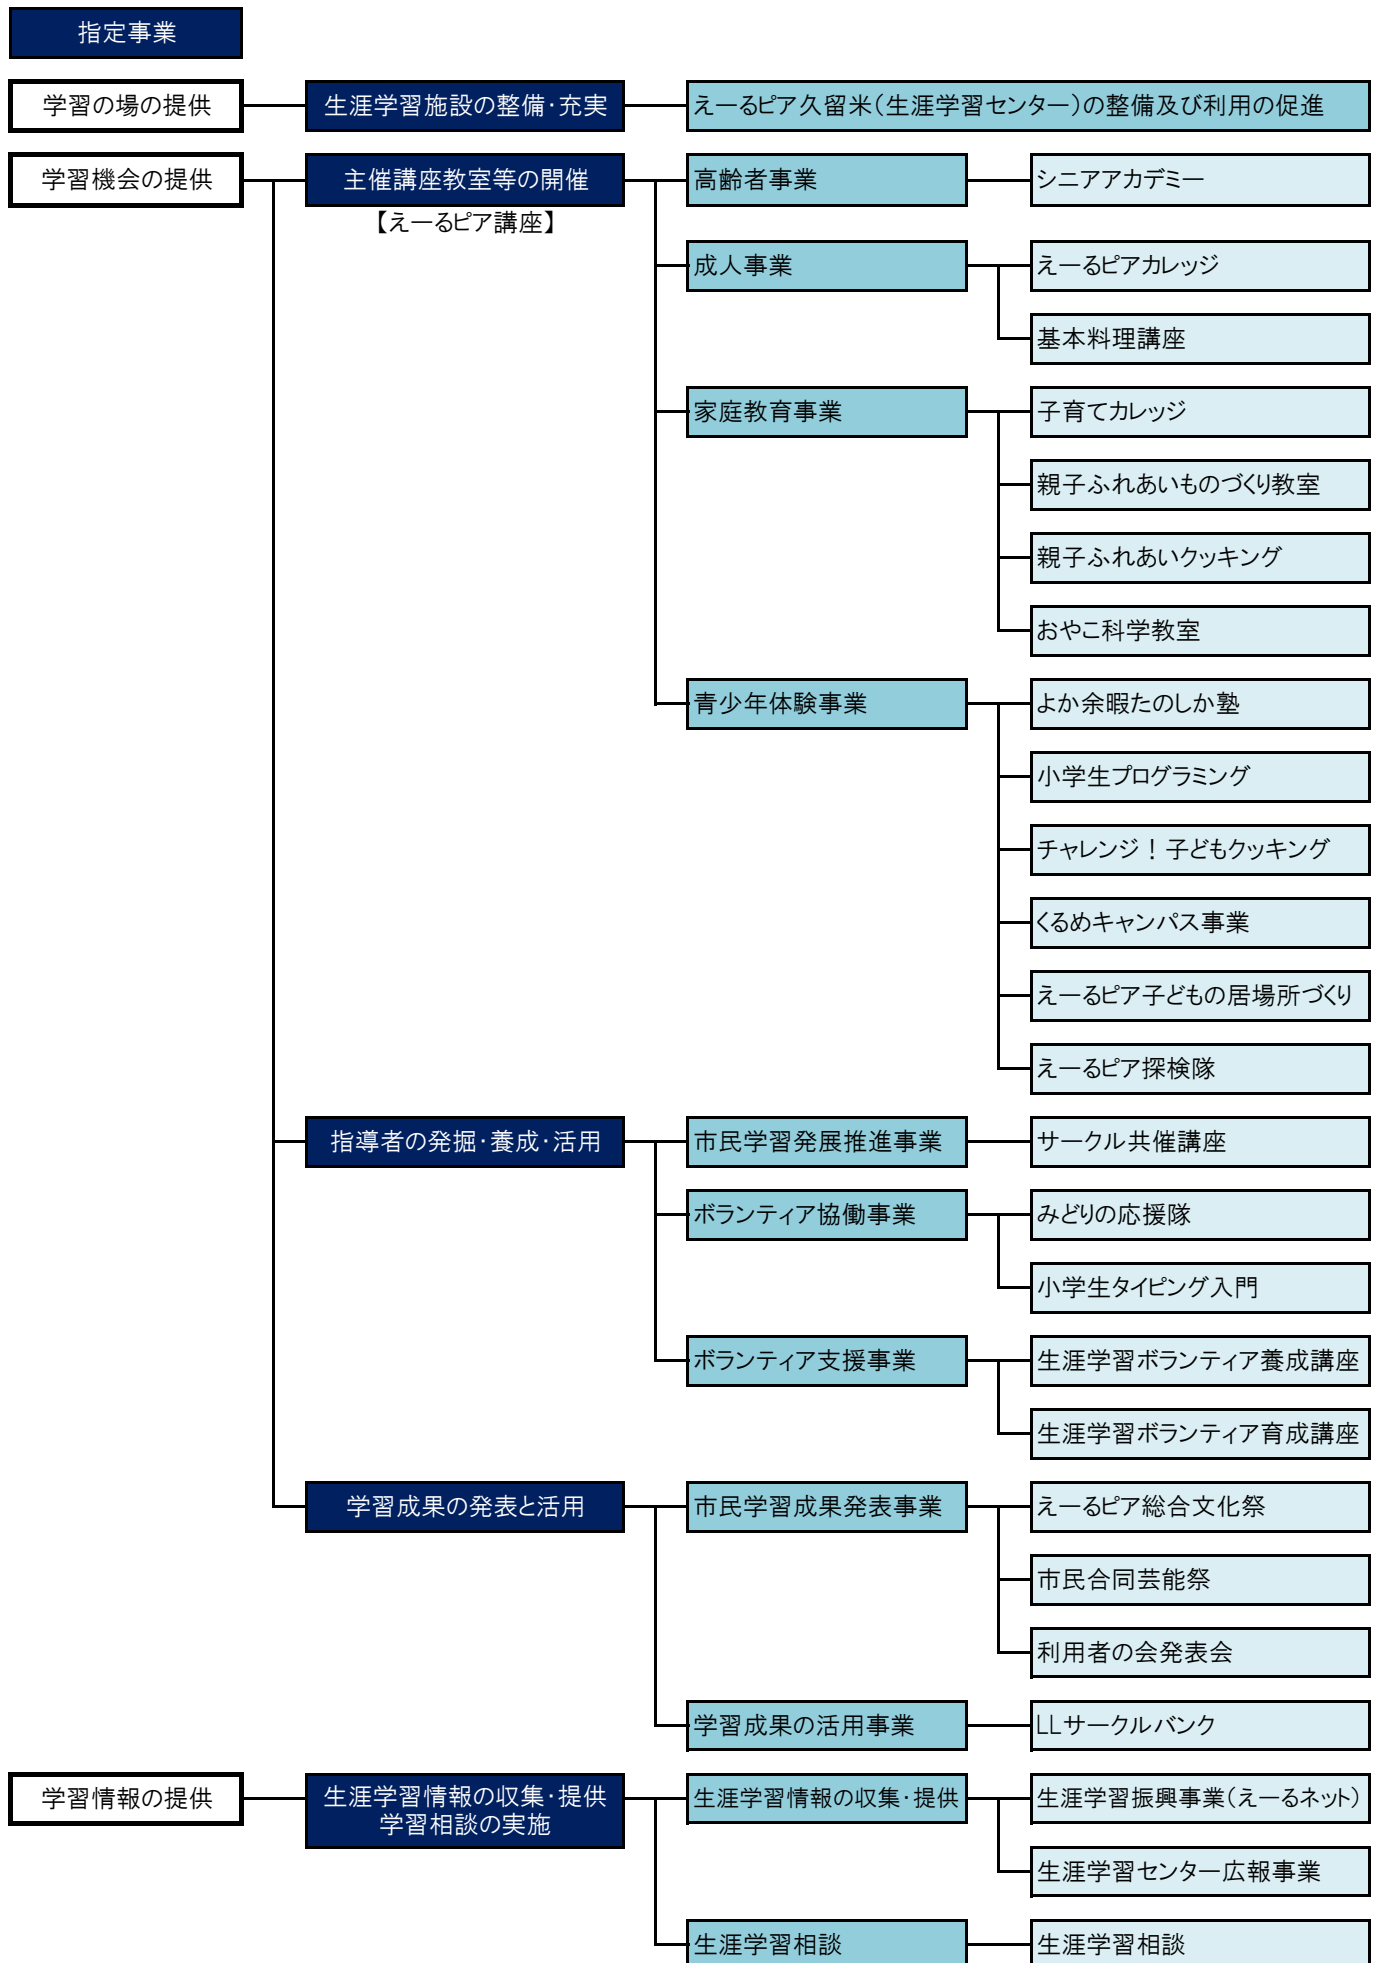 指定事業
学習の場の提供
生涯学習施設の整備・充実
えーるピア久留米（生涯学習センター）の整備及び利用の促進
学習機会の提供
主催講座教室等の開催
【えーるピア講座】
高齢者事業
シニアアカデミー
成人事業
えーるピアカレッジ
基本料理講座
家庭教育事業
子育てカレッジ
親子ふれあいものづくり教室
親子ふれあいクッキング
おやこ科学教室
青少年体験事業
よか余暇たのしか塾
小学生プログラミング
チャレンジ！子どもクッキング
くるめキャンパス事業
えーるピア子どもの居場所づくり
えーるピア探検隊
指導者の発掘・養成・活用
市民学習発展推進事業
サークル共催講座
ボランティア協働事業
みどりの応援隊
小学生タイピング入門
ボランティア支援事業
生涯学習ボランティア養成講座
生涯学習ボランティア育成講座
学習成果の発表と活用
市民学習成果発表事業
えーるピア総合文化祭
市民合同芸能祭
利用者の会発表会
学習成果の活用事業
LLサークルバンク
学習情報の提供
生涯学習情報の収集・提供
学習相談の実施
生涯学習情報の収集・提供
生涯学習振興事業（えーるネット）
生涯学習センター広報事業
生涯学習相談
生涯学習相談